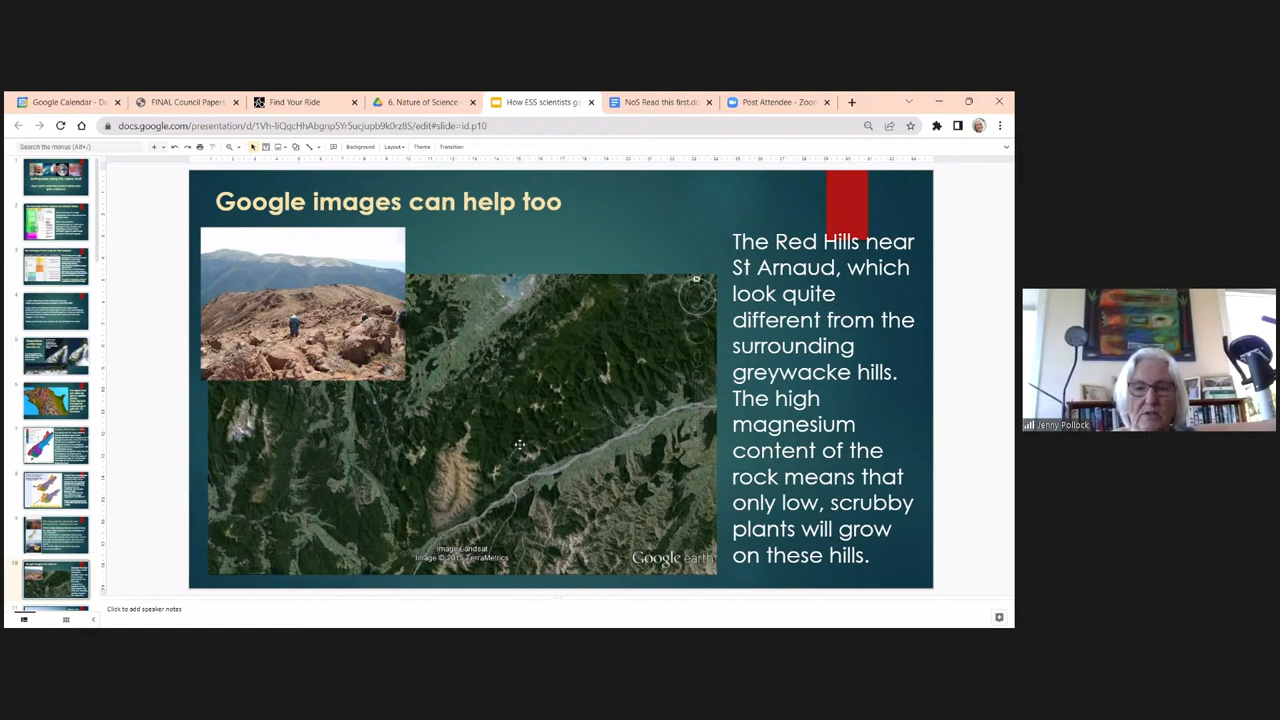 Google Calendar - De
FINAL Council Papers
Find Your Ride
6. Nature of Science
How ESS scientists ga
NoS Read this first.do
Post Attendee - Zoom
docs.google.com/presentation/d/1Vh-liQqcHhAbgnp5Yr5ucjupb9k0rz8S/edit#slide=id.p10
Search the menus (Alt+/)
Background
Layout
Theme
Transition
Google images can help too
The Red Hills near
St Arnaud, which
look quite
different from the
surrounding
greywacke hills.
The high
magnesium
content of the
rock means that
only low, scrubby
plants will grow
on these hills.
Image Landsat
Image © 2015 TerraMetrics
Google earth
Click to add speaker notes
Jenny Pollock